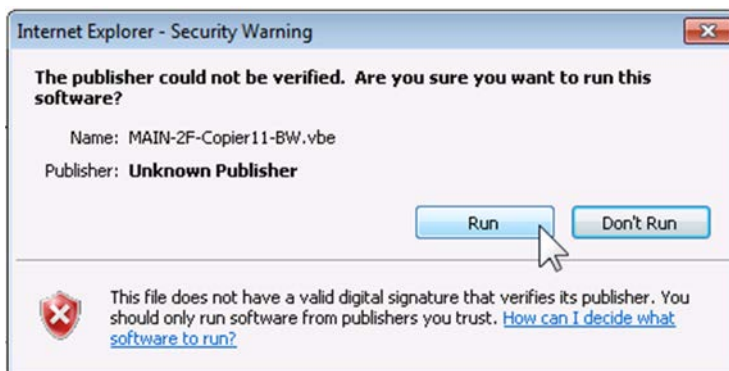 Internet Explorer - Security Warning
The publisher could not be verified.  Are you sure you want to run this
software?
Name: MAIN-2F-Copier11-BW.vbe
Publisher: Unknown Publisher
Run
Don't Run
This file does not have a valid digital signature that verifies its publisher. You
should only run software from publishers you trust. How can I decide what
software to run?